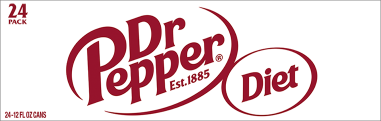 24
PACK
Dr
Pepper®
Est.1885
Diet
24-12 FL OZ CANS